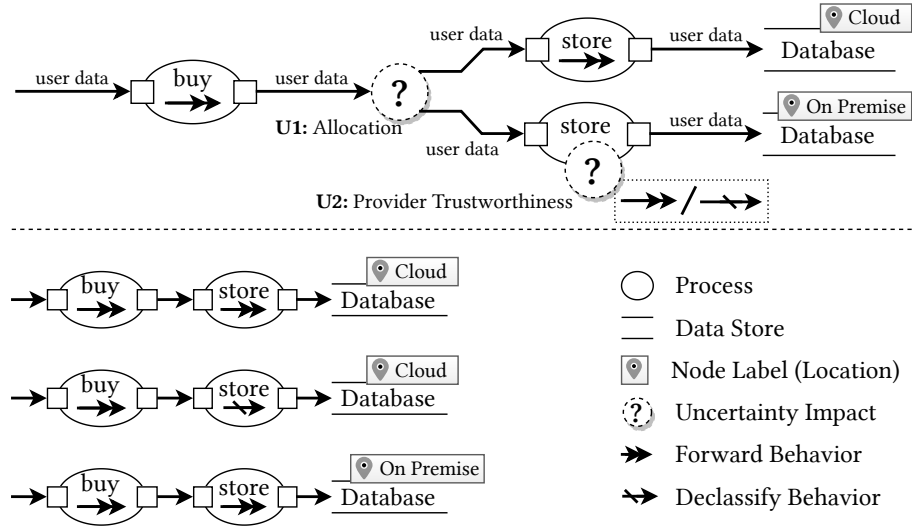 Cloud
user data
store
user data
Database
user data
buy
user data
?
On Premise
U1: Allocation
store
user data
Database
user data
?
U2: Provider Trustworthiness
/
buy
store
Cloud
Database
buy
store
Cloud
Database
buy
store
On Premise
Database
Process
Data Store
Node Label (Location)
?
Uncertainty Impact
Forward Behavior
Declassify Behavior